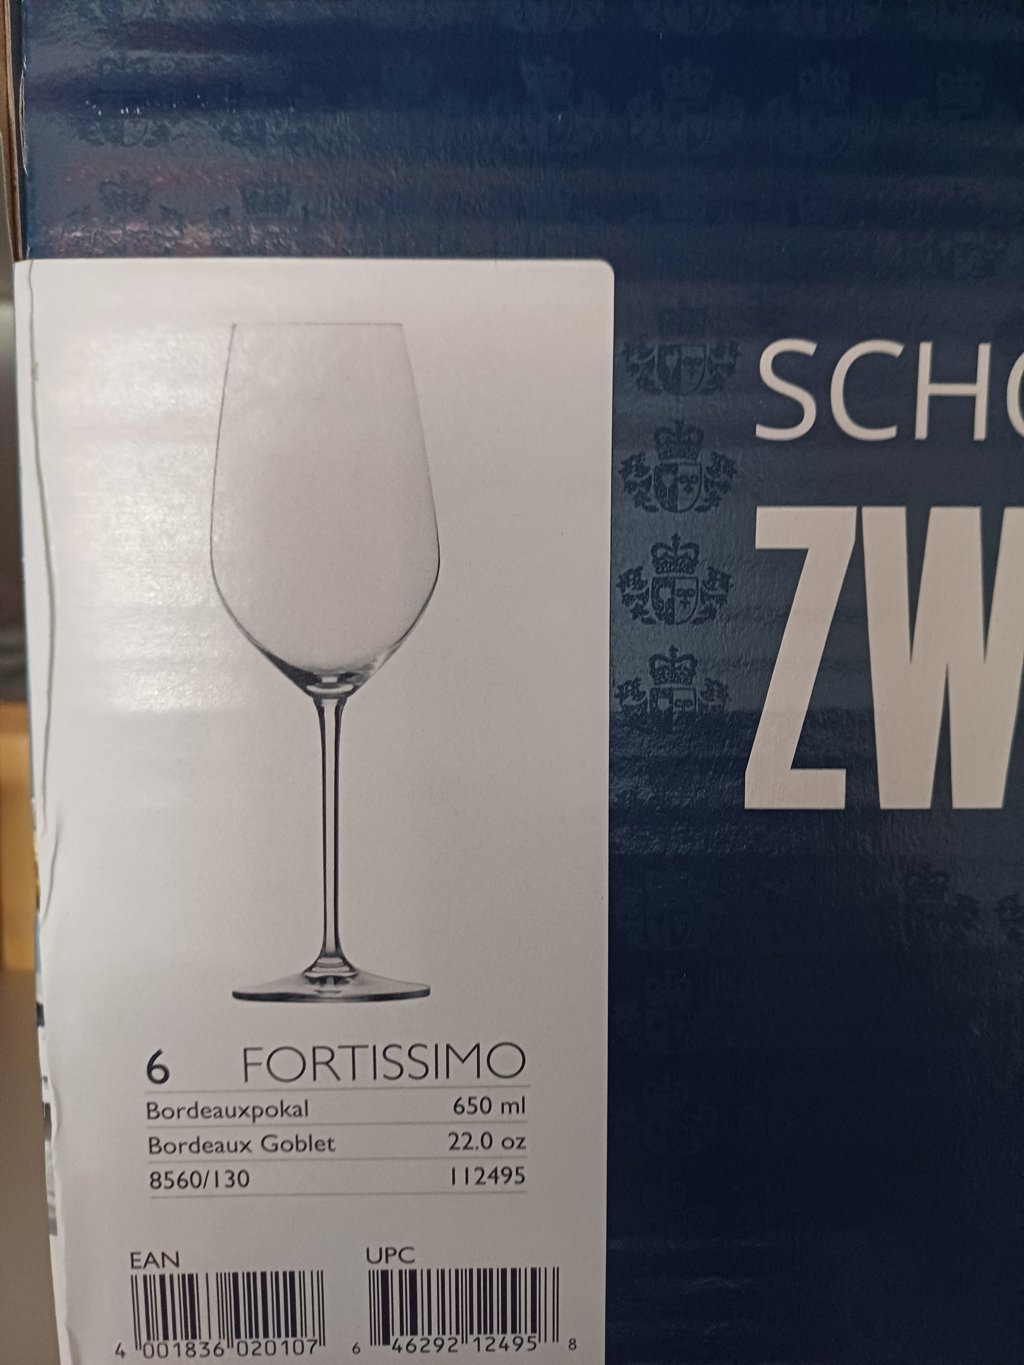 SCHO
ZW
6 FORTISSIMO
Bordeauxpokal 650 ml
Bordeaux Goblet 22.0 oz
8560/130 112495
EAN UPC
4 001836 020107 6 46292 12495 8